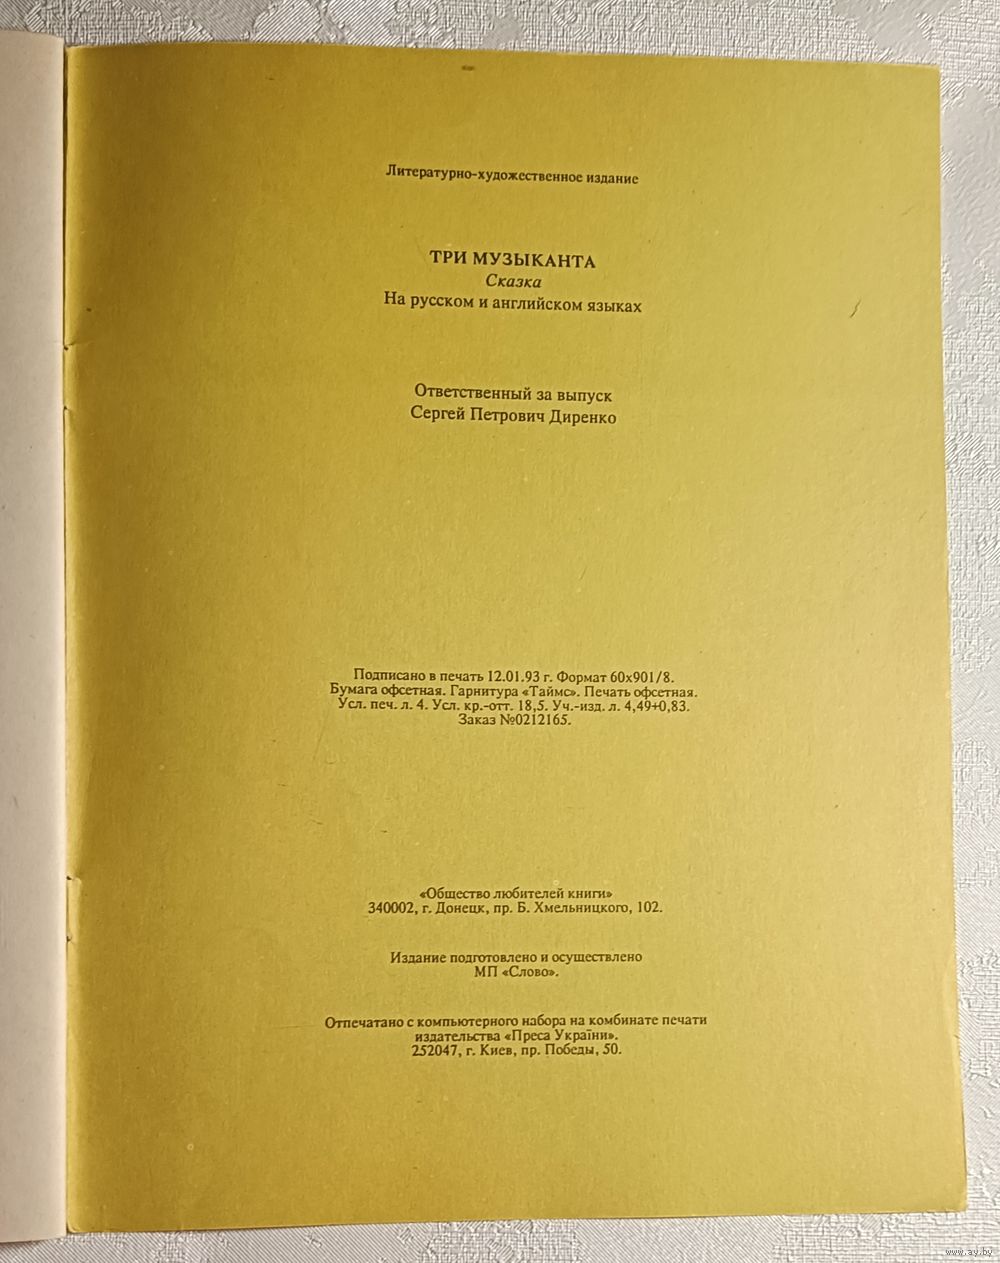 Литературно-художественное издание
ТРИ МУЗЫКАНТА
Сказка
На русском и английском языках
Ответственный за выпуск
Сергей Петрович Диренко
Подписано в печать 12.01.93 г. Формат 60х901/8.
Бумага офсетная. Гарнитура «Таймс». Печать офсетная.
Усл. печ. л. 4. Усл. кр.-отт. 18,5. Уч.-изд. л. 4,49+0,83.
Заказ №0212165.
«Общество любителей книги»
340002, г. Донецк, пр. Б. Хмельницкого, 102.
Издание подготовлено и осуществлено
МП «Слово».
Отпечатано с компьютерного набора на комбинате печати
издательства «Преса України».
252047, г. Киев, пр. Победы, 50.
www.ay.by